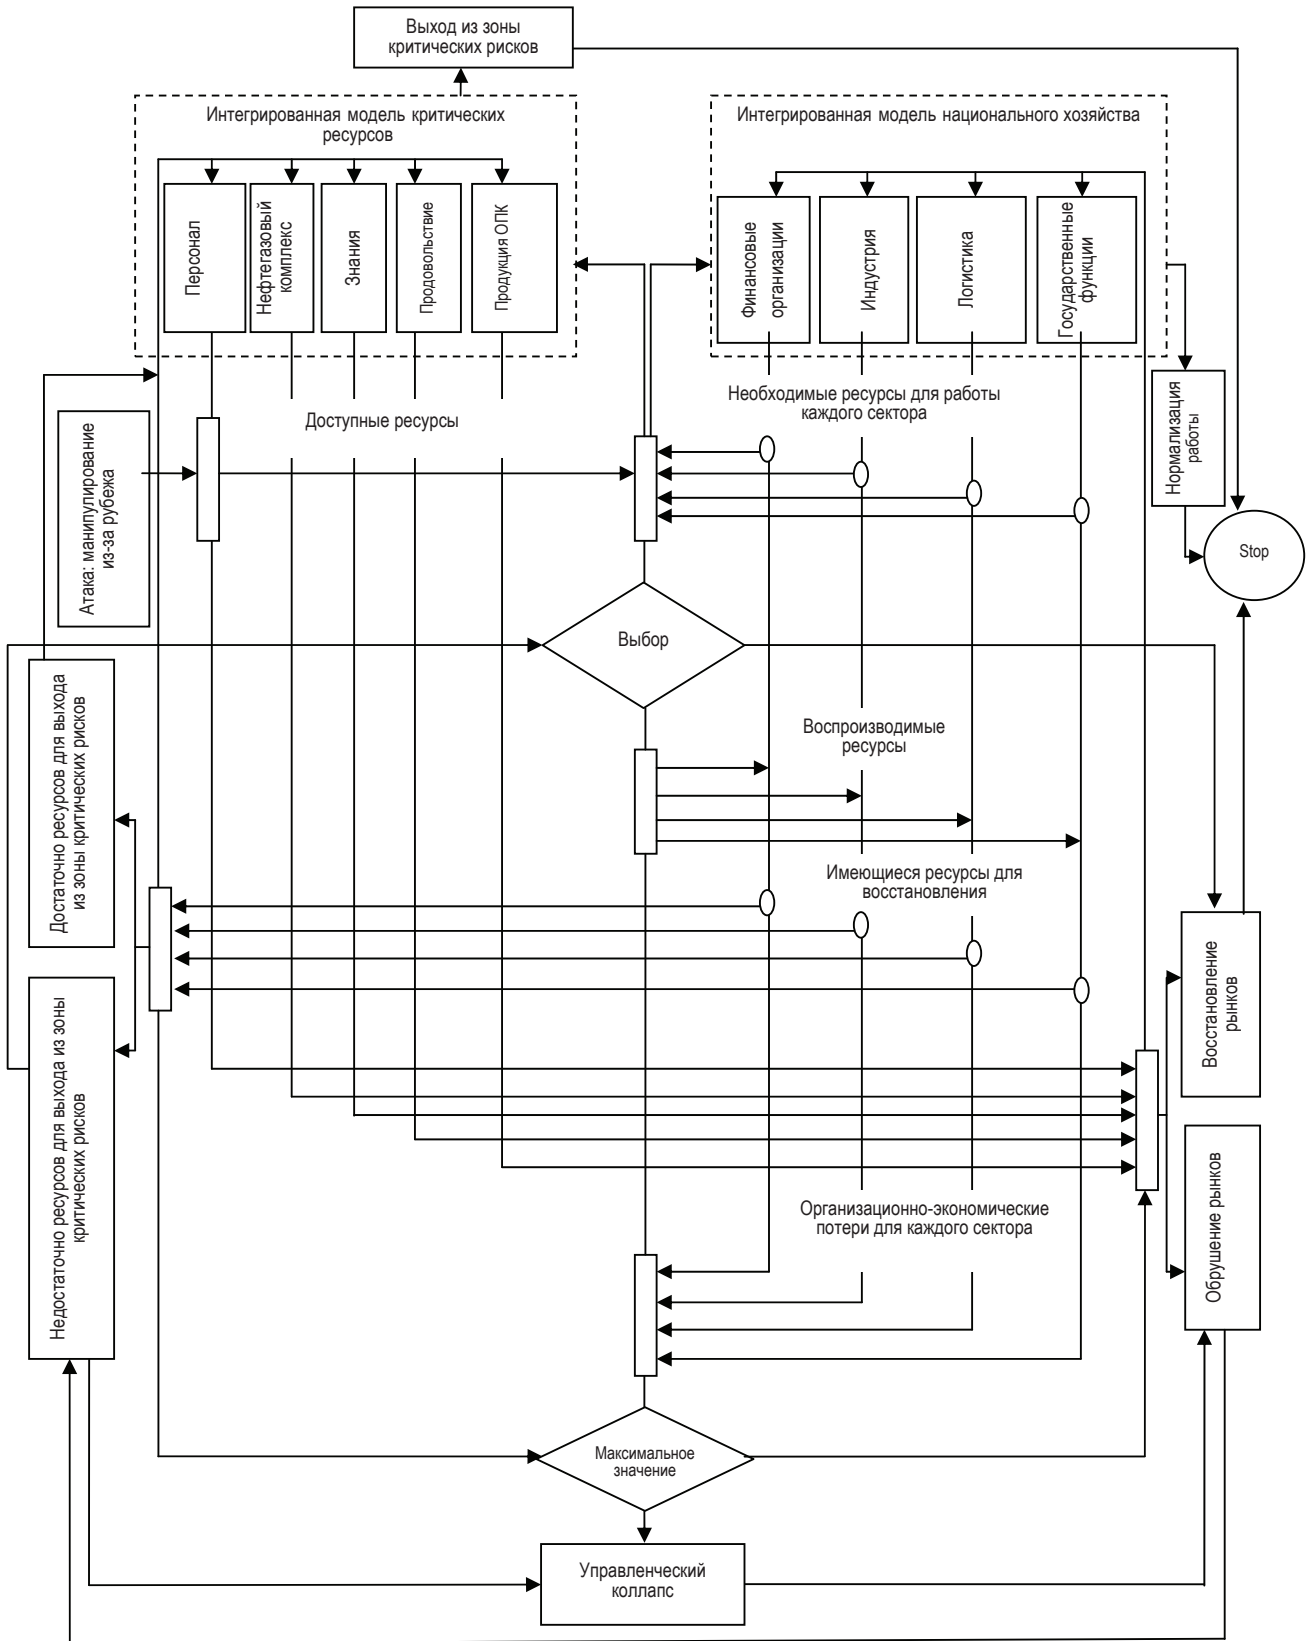 Выход из зоны
критических рисков
Интегрированная модель критических
ресурсов
Интегрированная модель национального хозяйства
Персонал
Нефтегазовый
комплекс
Знания
Продовольствие
Продукция ОПК
Финансовые
организации
Индустрия
Логистика
Государственные
функции
Необходимые ресурсы для работы
каждого сектора
Доступные ресурсы
Атака: манипулирование
из-за рубежа
Нормализация
работы
Stop
Выбор
Достаточно ресурсов для выхода
из зоны критических рисков
Воспроизводимые
ресурсы
Имеющиеся ресурсы для
восстановления
Недостаточно ресурсов для выхода из зоны
критических рисков
Восстановление
рынков
Организационно-экономические
потери для каждого сектора
Обрушение рынков
Максимальное
значение
Управленческий
коллапс